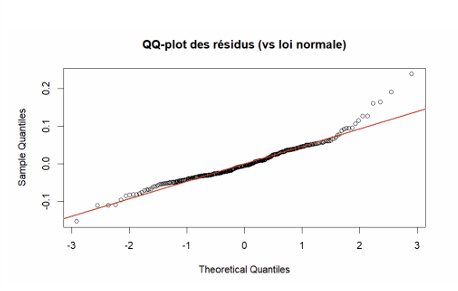 QQ-plot des résidus (vs loi normale)
Sample Quantiles
0.2
0.1
0.0
-0.1
-3 -2 -1 0 1 2 3
Theoretical Quantiles